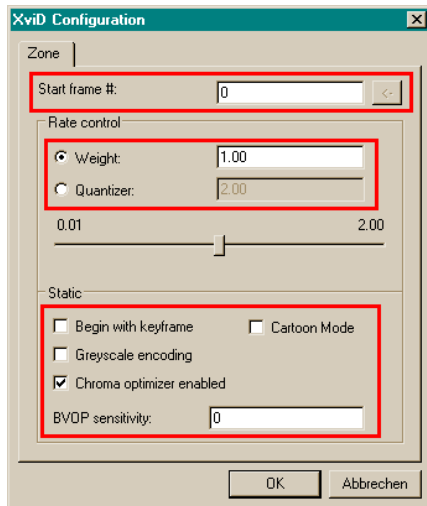 XviD Configuration
Zone
Start frame #: 0 <-
Rate control
Weight: 1.00
Quantizer: 2.00
0.01 2.00
Static
Begin with keyframe Cartoon Mode
Greyscale encoding
Chroma optimizer enabled
BVOP sensitivity: 0
OK Abbrechen